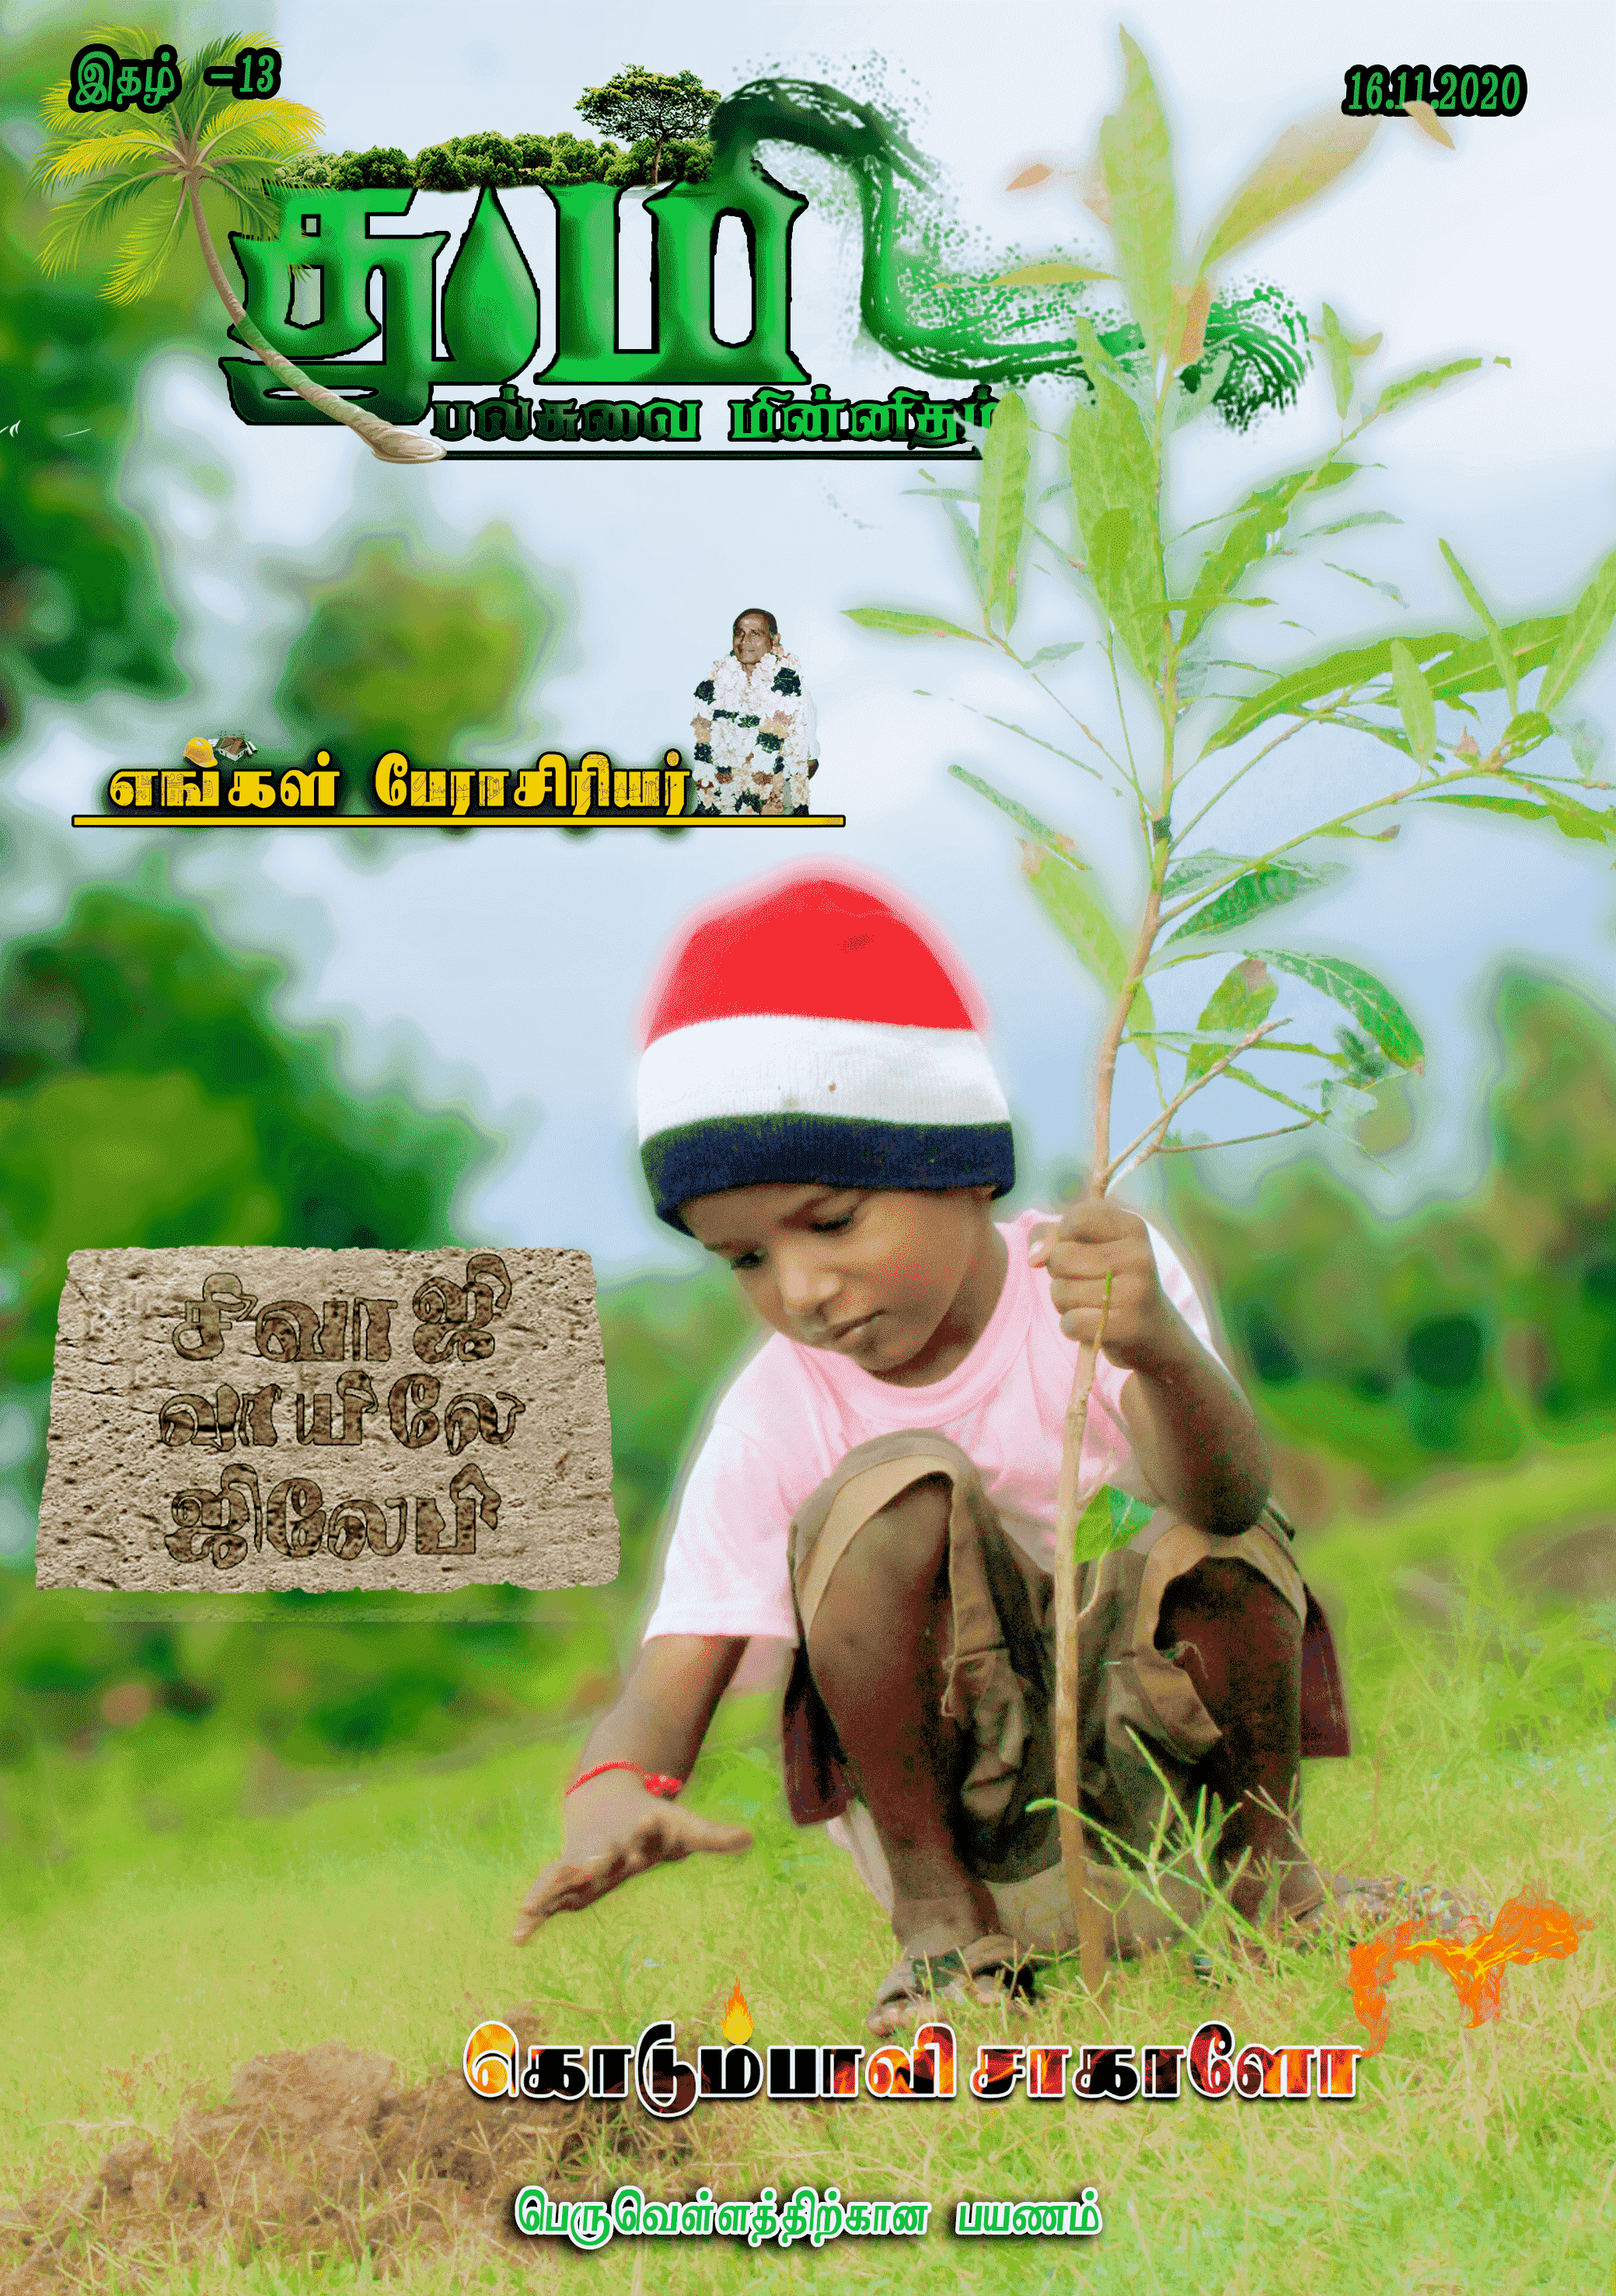 இதழ் -13
16.11.2020
துமி
பல்சுவை மின்னிதழ்
எங்கள் பேராசிரியர்
சிவாஜி
வாயிலே
ஜிலேபி
கொடும்பாவி சாகாளோ
பெருவெள்ளத்திற்கான பயணம்